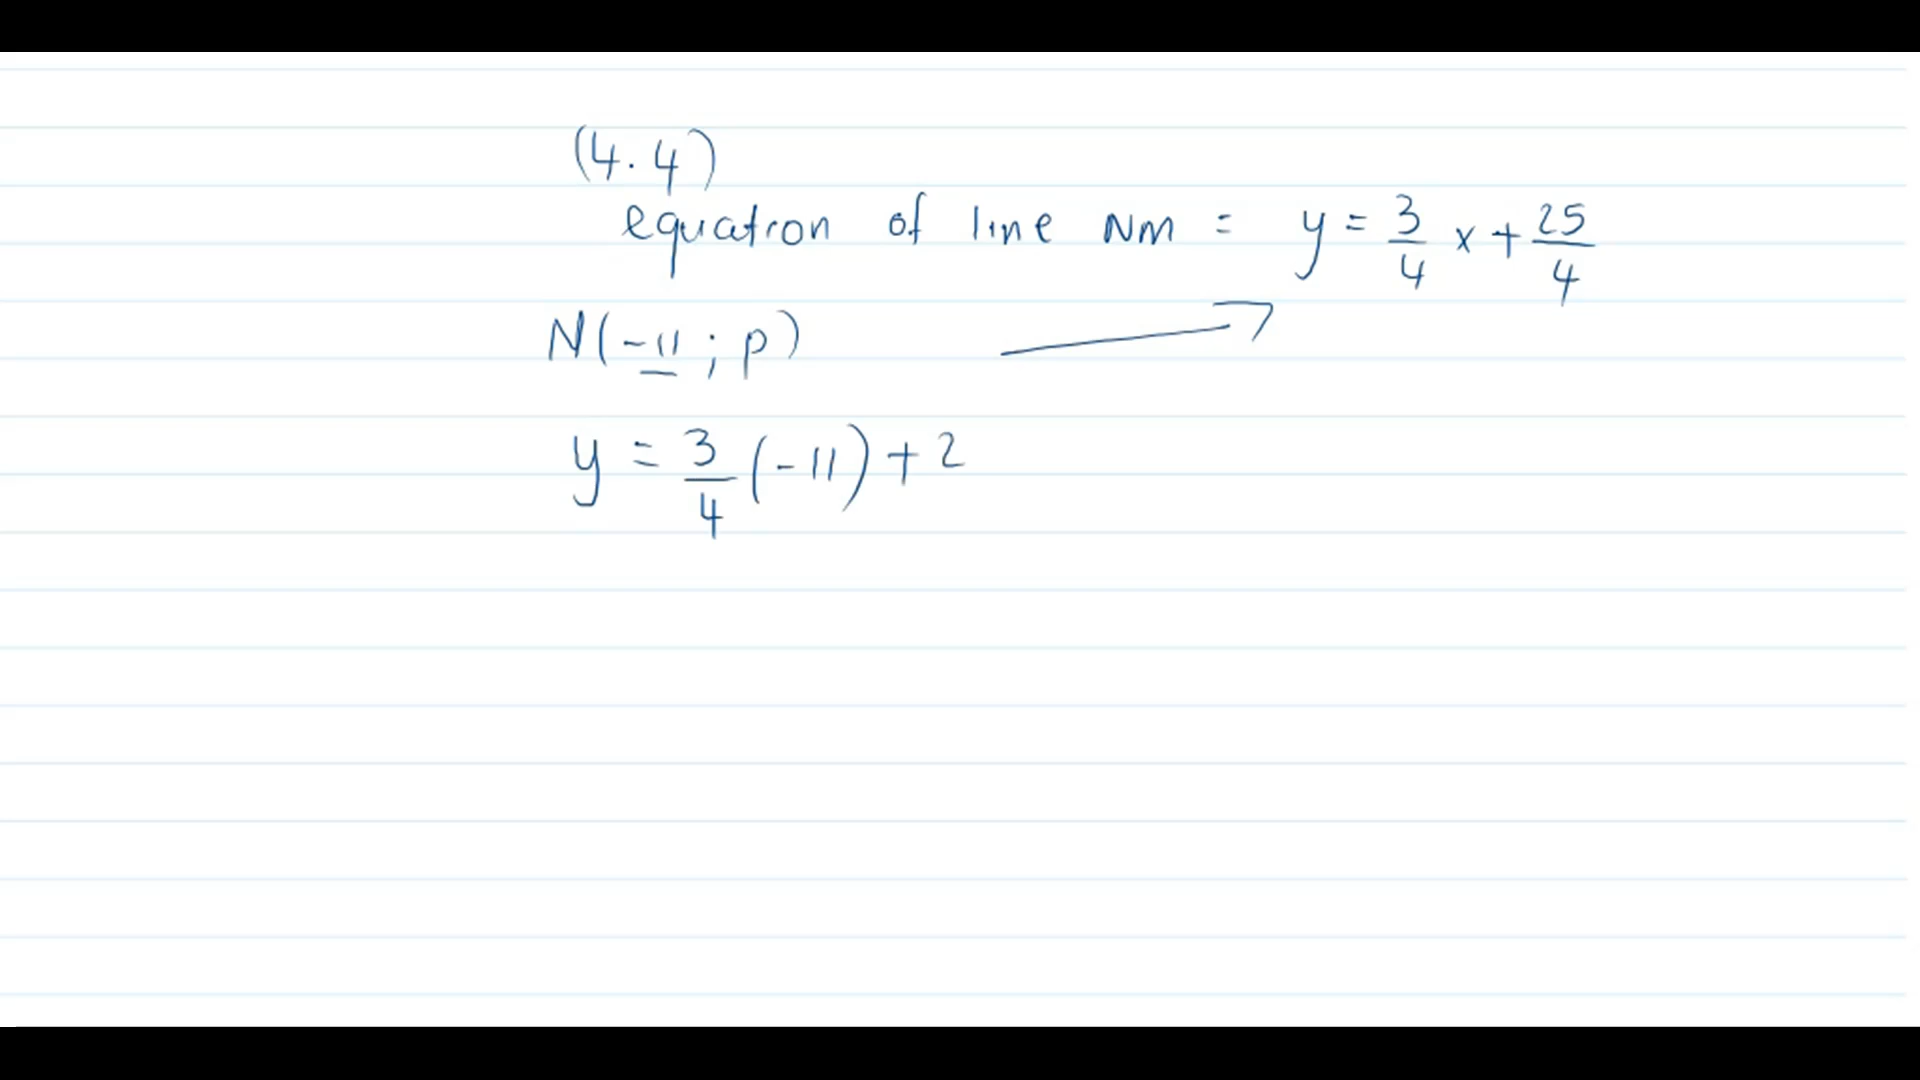 (4.4)
equation of line NM = y = 3/4 x + 25/4
N(-11 ; p)
y = 3/4 (-11) + 2